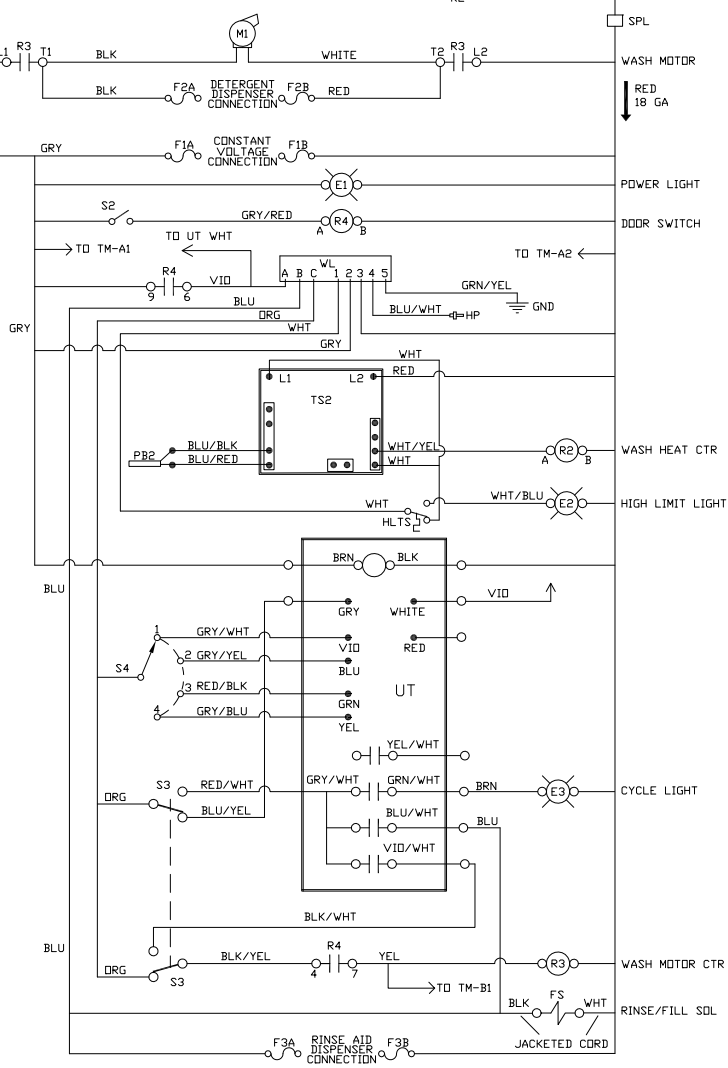 SPL
M1
L1 R3 T1 BLK WHITE T2 R3 L2 WASH MOTOR
RED
18 GA
BLK F2A DETERGENT DISPENSER CONNECTION F2B RED
GRY F1A CONSTANT VOLTAGE CONNECTION F1B
E1 POWER LIGHT
S2 GRY/RED A R4 B DOOR SWITCH
TO TM-A1 TO UT WHT TO TM-A2
WL
A B C 1 2 3 4 5
R4
9 6 VIO
GRN/YEL
GND
BLU
BLU/WHT HP
ORG
WHT
GRY
GRY
WHT
RED
L1 L2
TS2
PB2 BLU/BLK
BLU/RED
WHT/YEL
WHT
A R2 B WASH HEAT CTR
WHT
HLTS
WHT/BLU E2 HIGH LIMIT LIGHT
BRN BLK
BLU
GRY WHITE VIO
1 GRY/WHT VIO RED
S4 2 GRY/YEL BLU
3 RED/BLK GRN
4 GRY/BLU YEL
UT
YEL/WHT
S3 RED/WHT GRY/WHT GRN/WHT BRN E3 CYCLE LIGHT
ORG
BLU/YEL
BLU/WHT BLU
VIO/WHT
BLK/WHT
BLU
ORG S3
BLK/YEL 4 R4 7 YEL R3 WASH MOTOR CTR
TO TM-B1
BLK FS WHT RINSE/FILL SOL
JACKETED CORD
F3A RINSE AID DISPENSER CONNECTION F3B